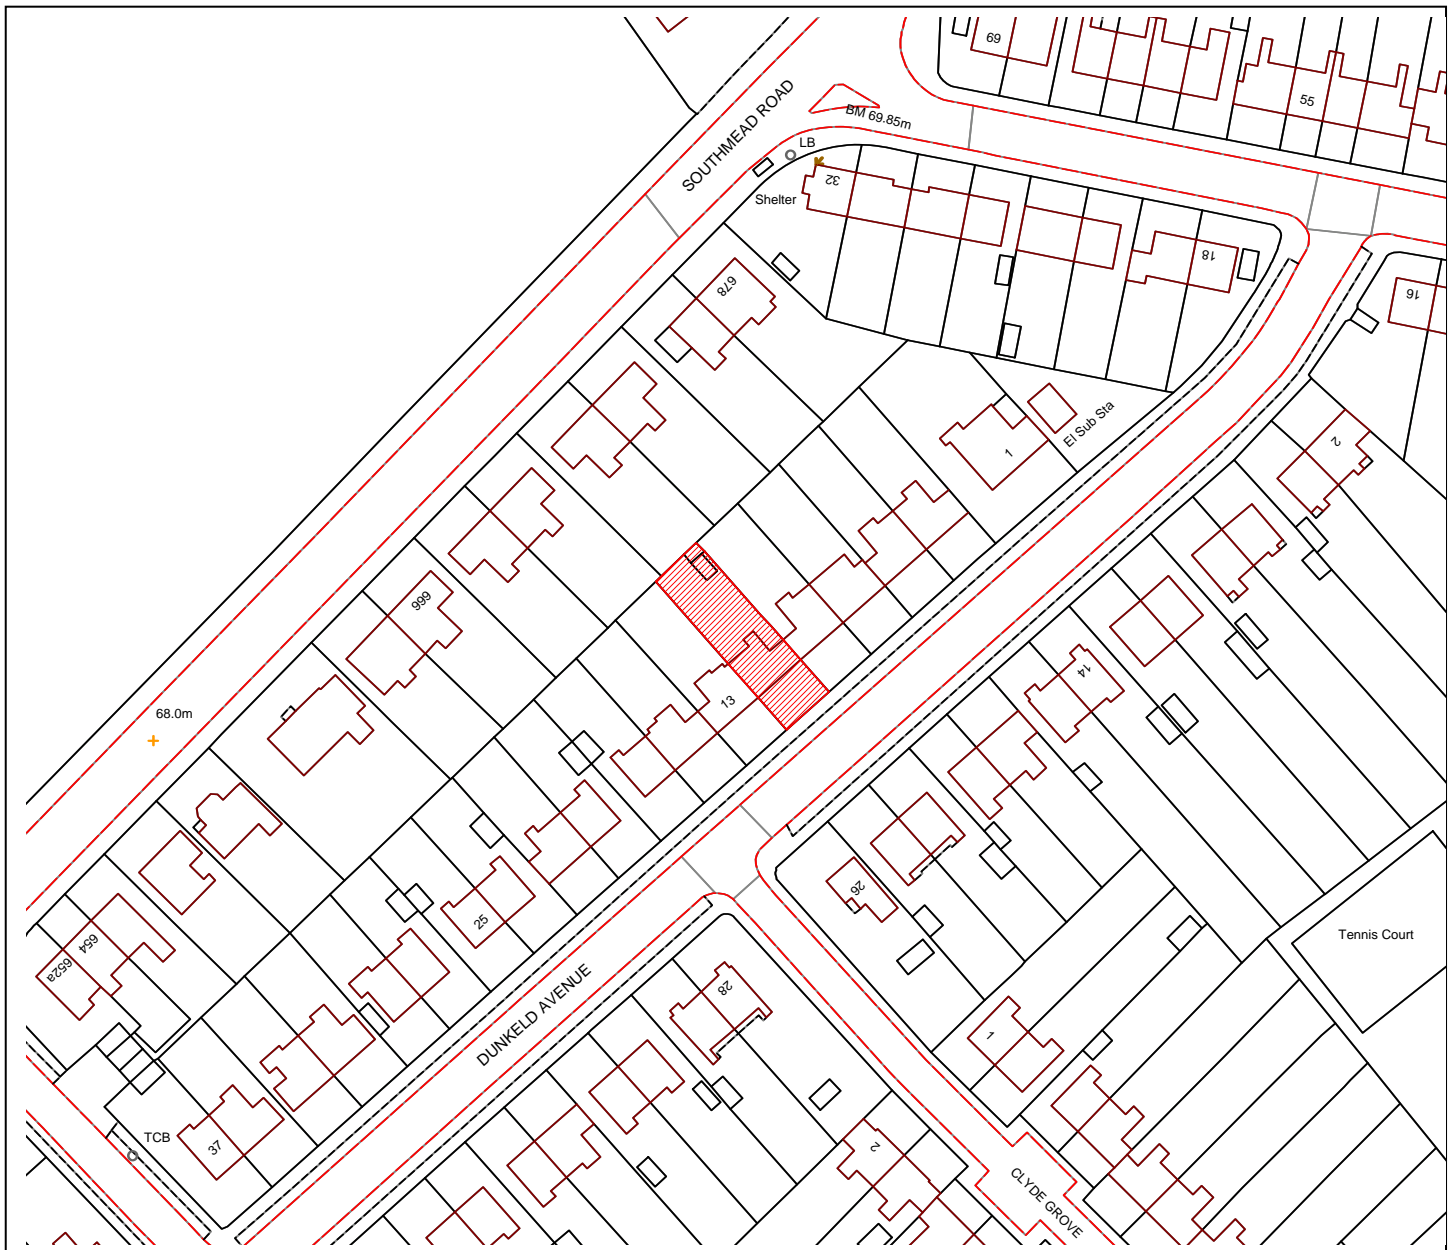 69
55
SOUTHMEAD ROAD
BM 69.85m
LB
32
Shelter
18
678
16
El Sub Sta
1
2
666
14
13
68.0m
26
25
654
652a
Tennis Court
DUNKELD AVENUE
28
1
TCB
37
2
CLYDE GROVE